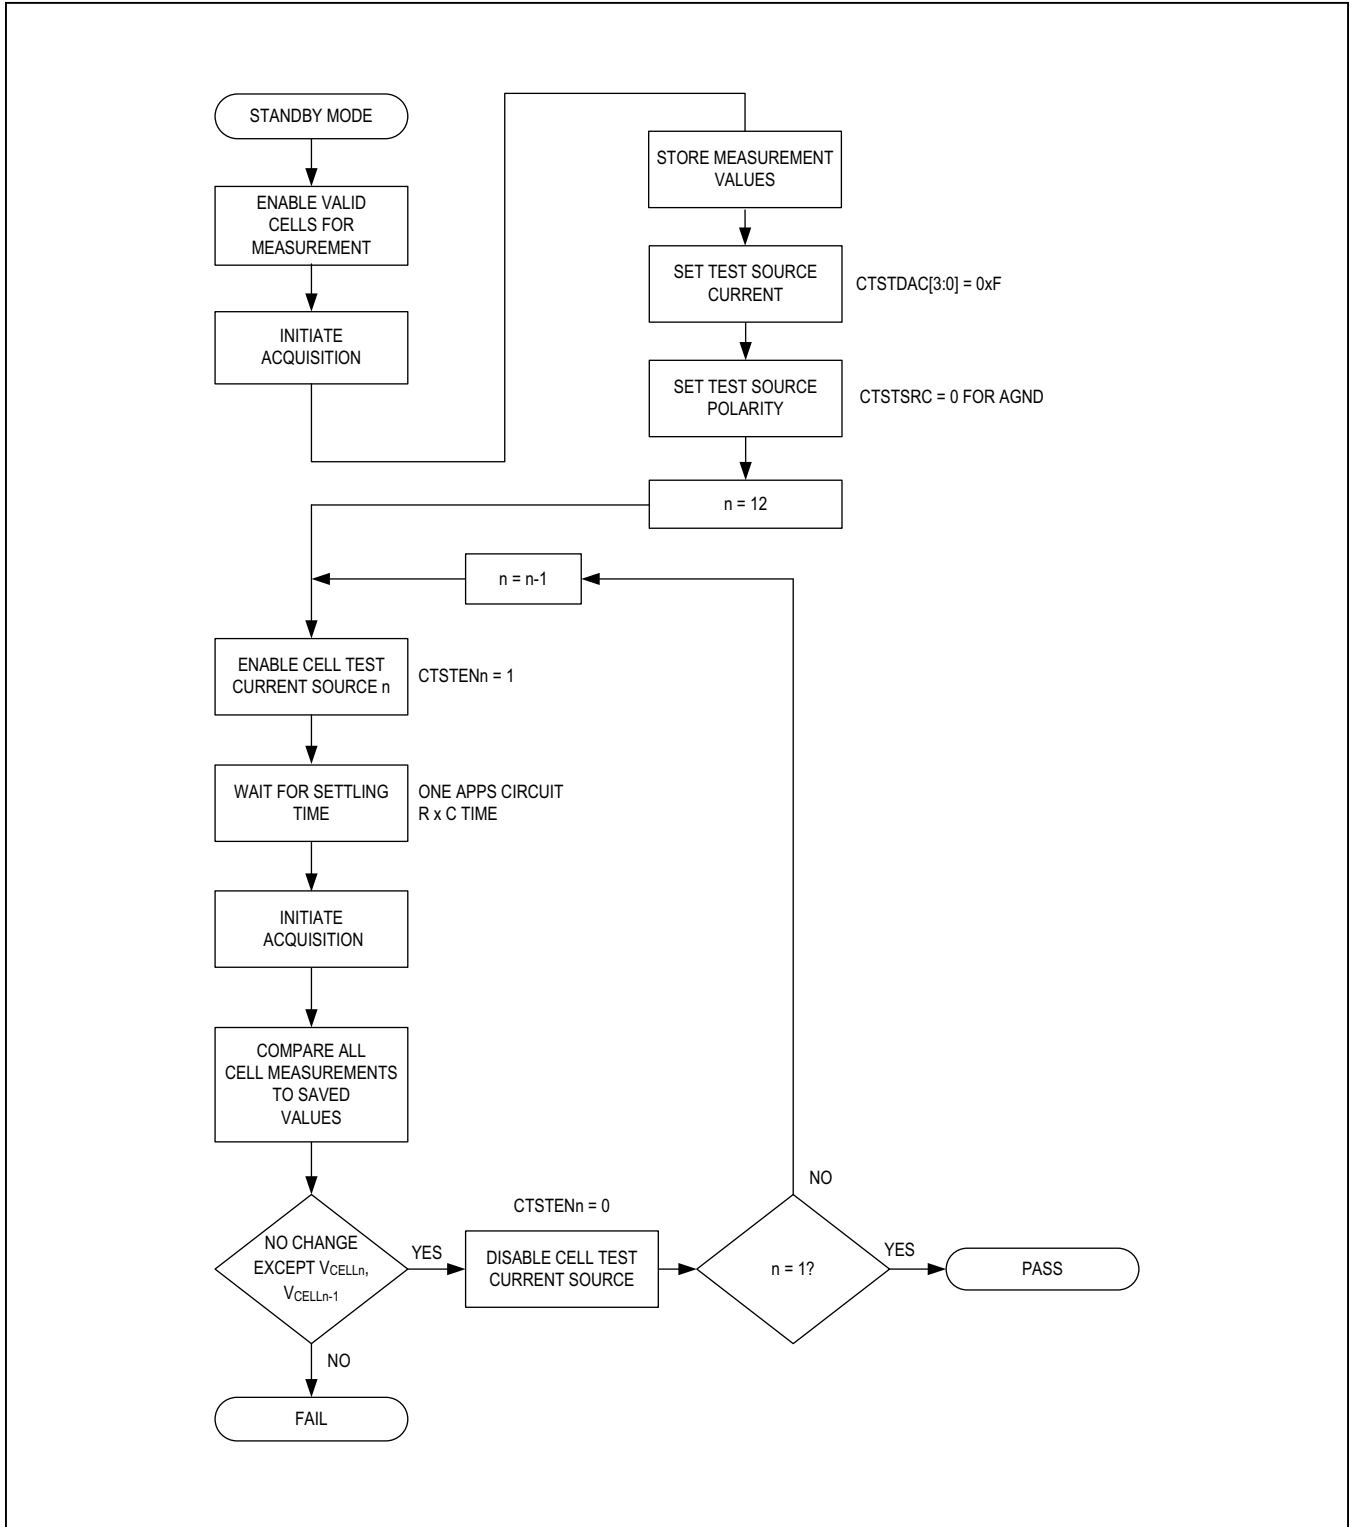 STANDBY MODE
ENABLE VALID
CELLS FOR
MEASUREMENT
INITIATE
ACQUISITION
STORE MEASUREMENT
VALUES
SET TEST SOURCE
CURRENT
CTSTDAC[3:0] = 0xF
SET TEST SOURCE
POLARITY
CTSTSRC = 0 FOR AGND
n = 12
n = n-1
ENABLE CELL TEST
CURRENT SOURCE n
CTSTENn = 1
WAIT FOR SETTLING
TIME
ONE APPS CIRCUIT
R x C TIME
INITIATE
ACQUISITION
COMPARE ALL
CELL MEASUREMENTS
TO SAVED
VALUES
NO CHANGE
EXCEPT VCELLn,
VCELLn-1
YES
NO
FAIL
CTSTENn = 0
DISABLE CELL TEST
CURRENT SOURCE
n = 1?
NO
YES
PASS